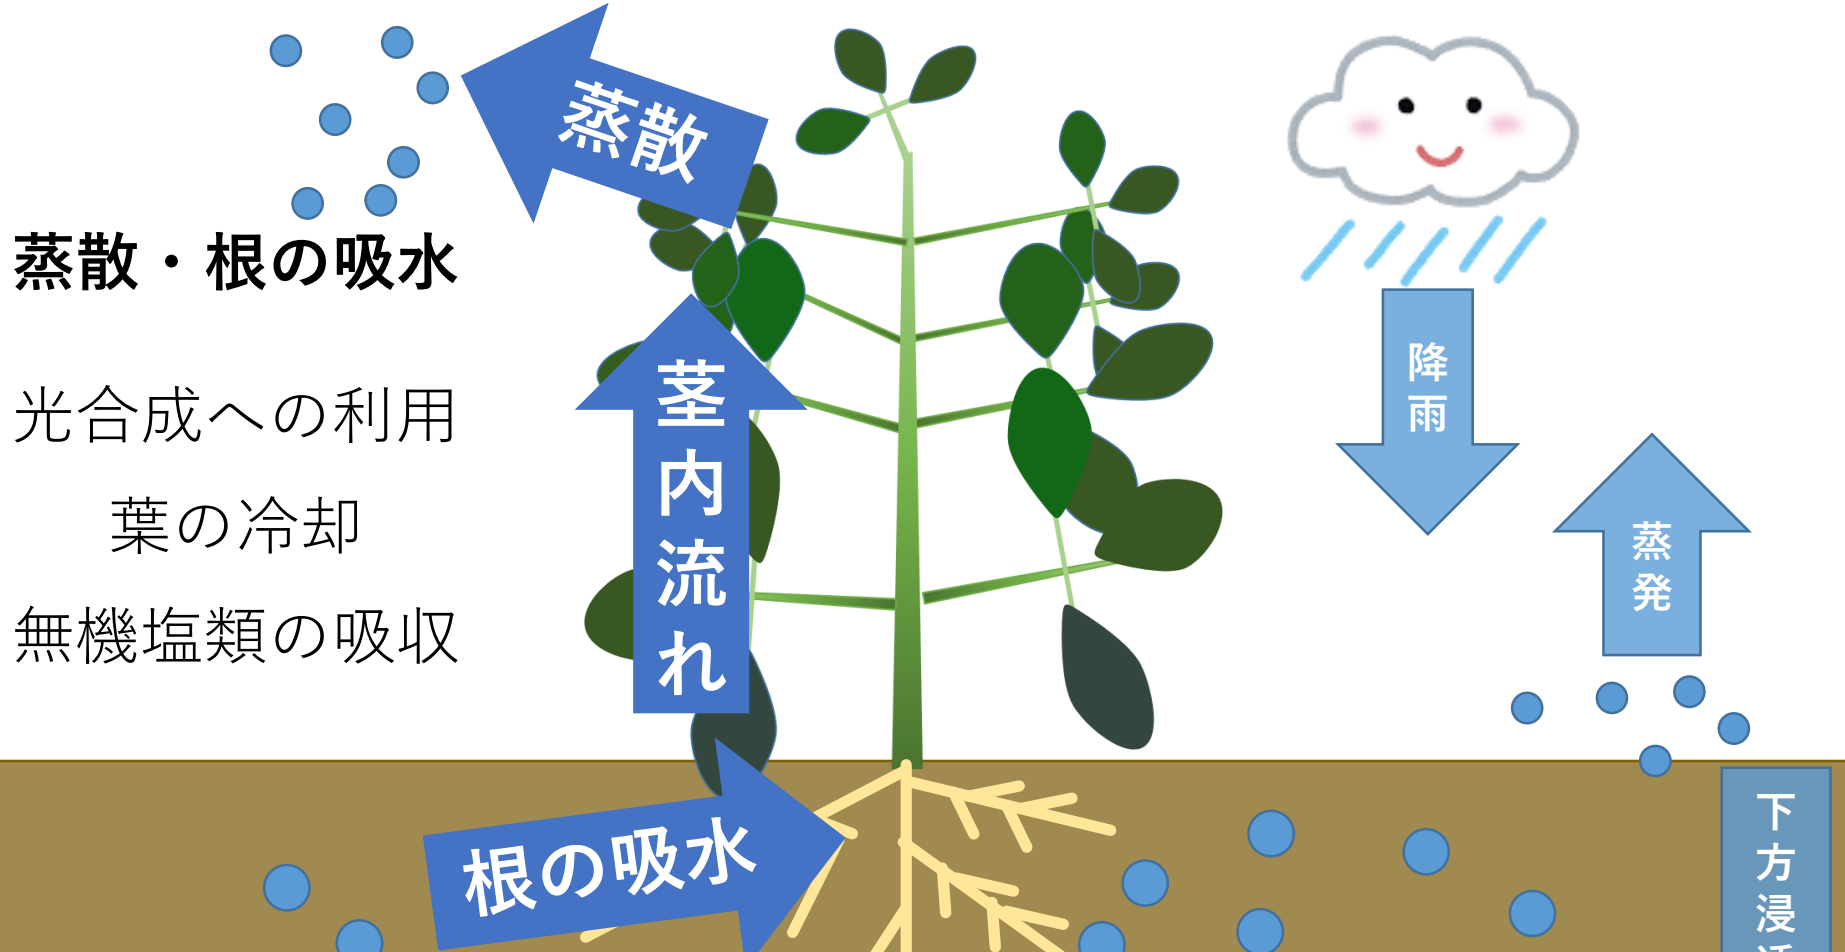 蒸散
蒸散・根の吸水
光合成への利用
葉の冷却
無機塩類の吸収
茎内流れ
根の吸水
降雨
蒸発
下方浸